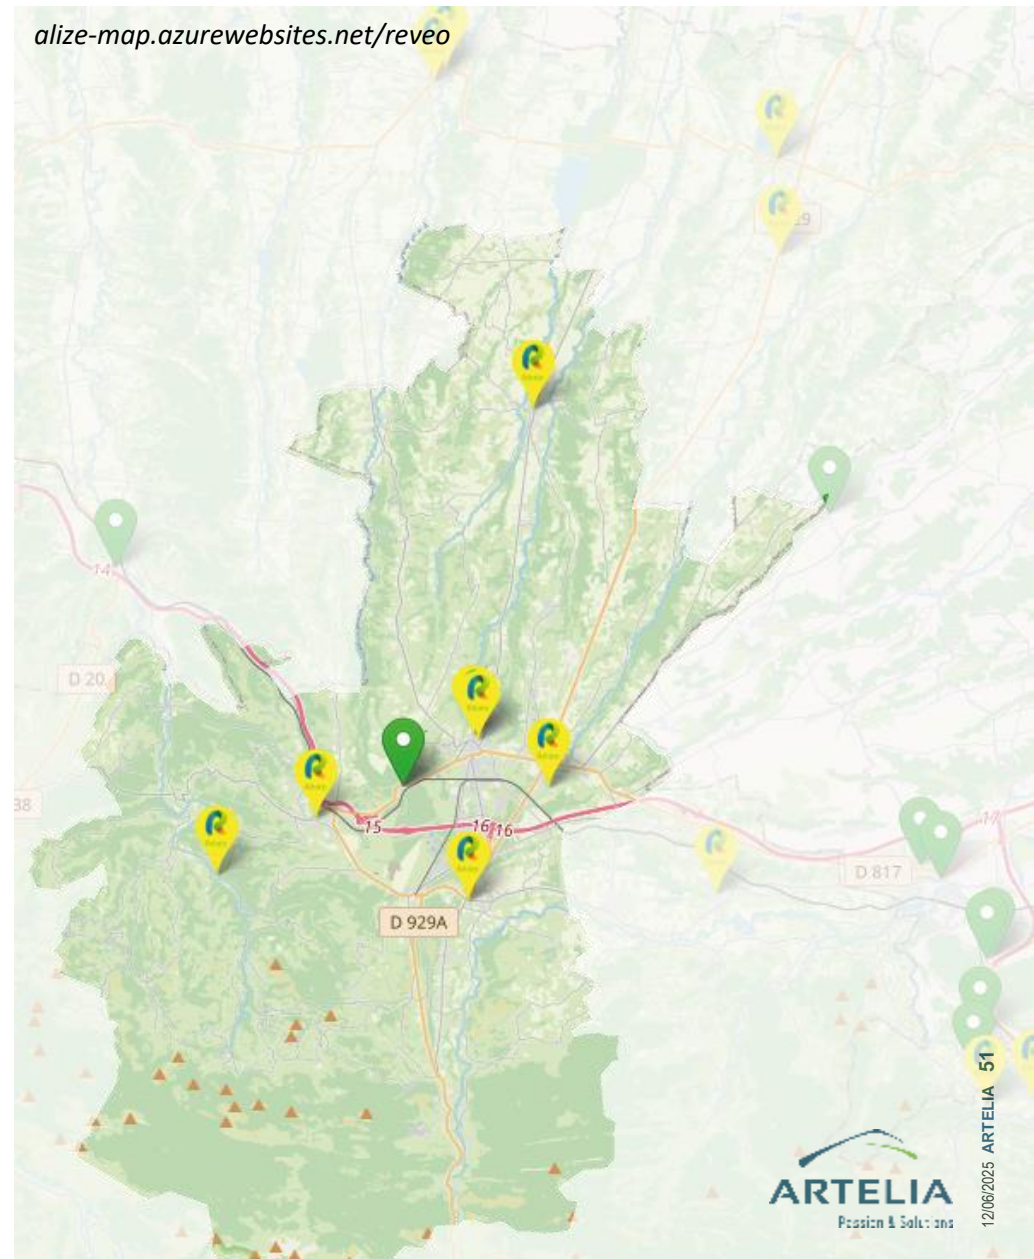 alize-map.azurewebsites.net/reveo
14
D 20
38
15
16
16
D 929A
D 817
17
ARTELIA
Passion & Solutions
12/06/2025 ARTELIA 51